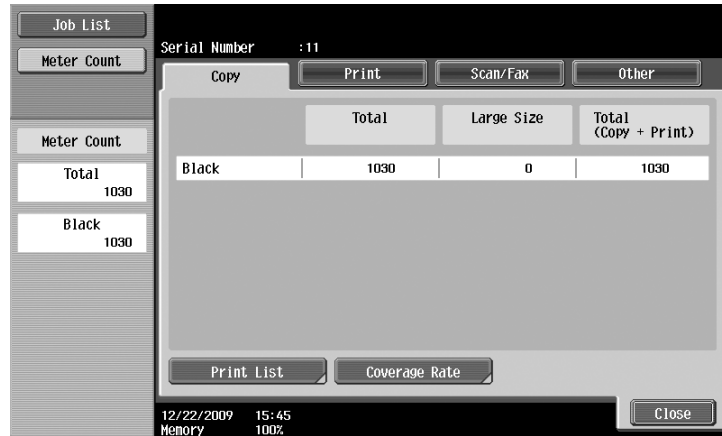 Job List
Meter Count
Serial Number :11
Copy Print Scan/Fax Other
Meter Count
Total
1030
Black
1030
Total Large Size Total
(Copy + Print)
Black 1030 0 1030
Print List Coverage Rate
12/22/2009 15:45
Memory 100%
Close